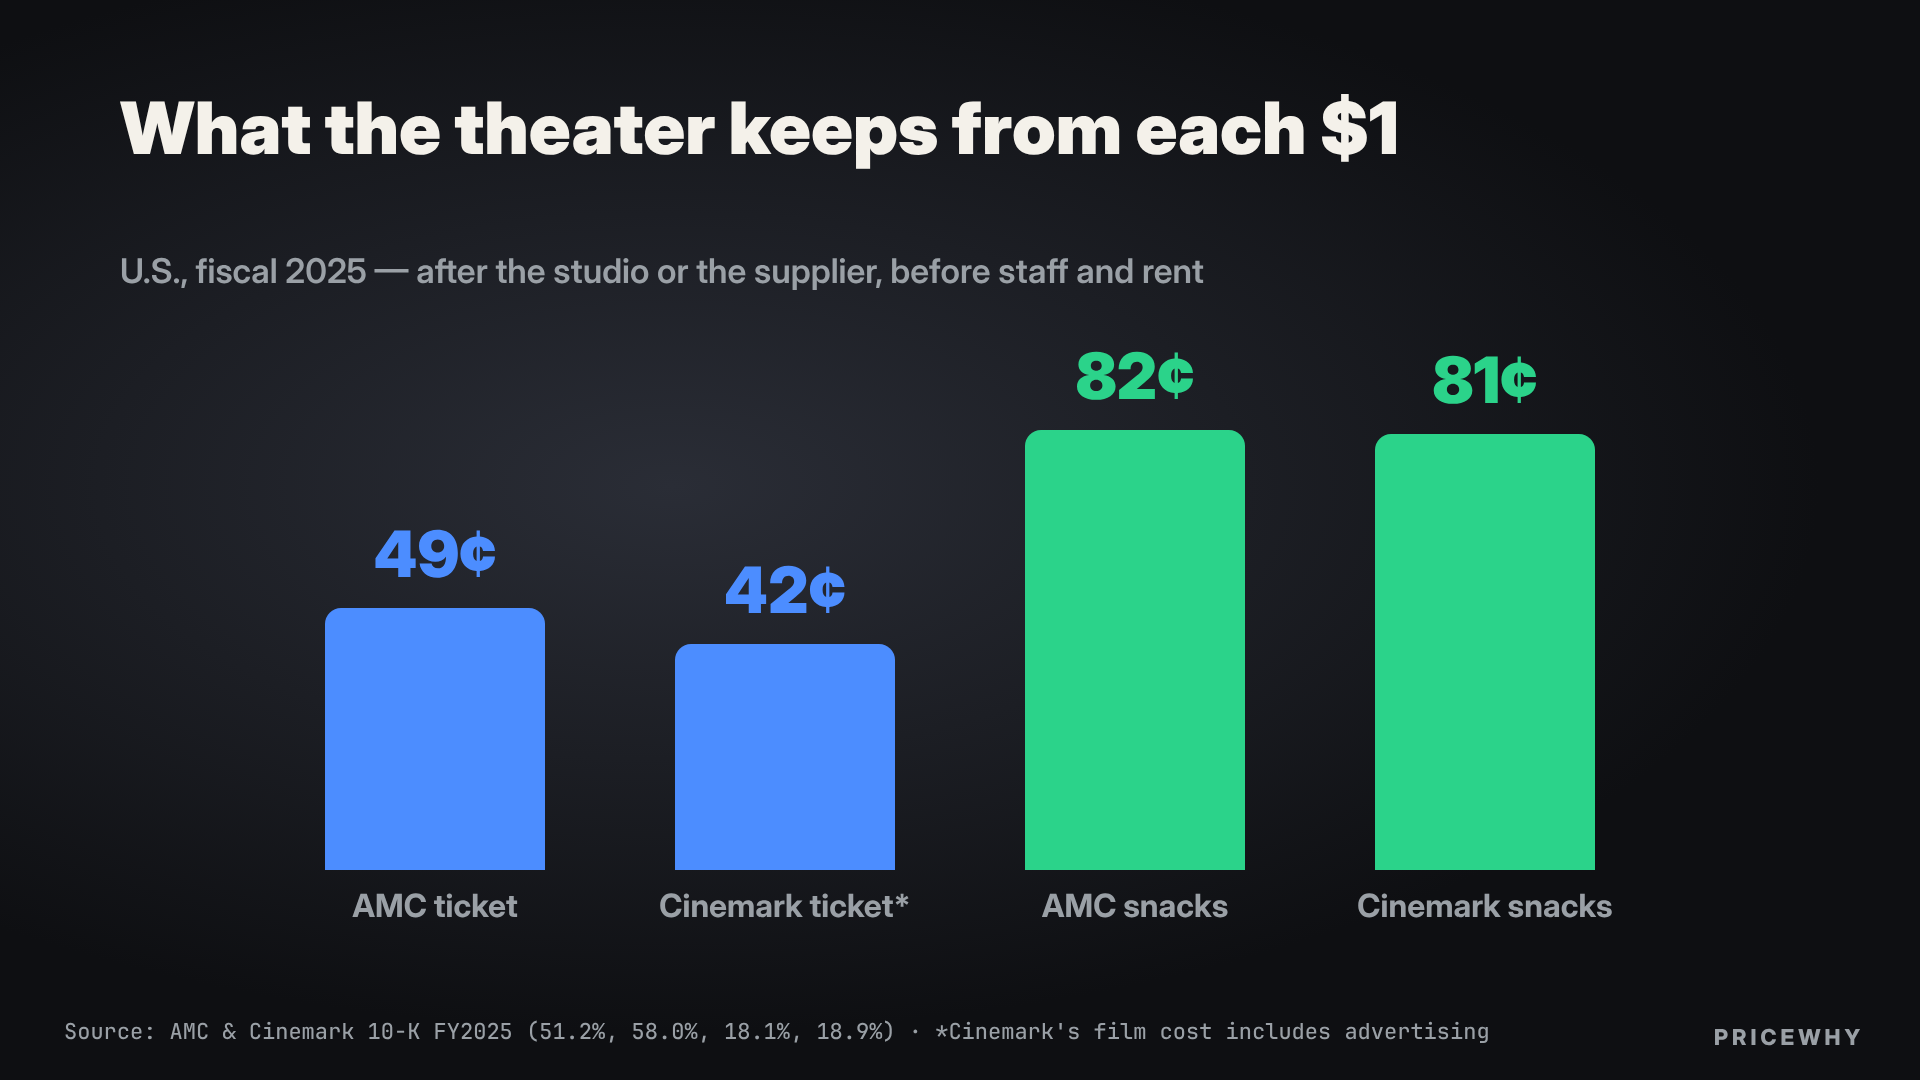 What the theater keeps from each $1
U.S., fiscal 2025 — after the studio or the supplier, before staff and rent
49¢
42¢
82¢
81¢
AMC ticket
Cinemark ticket*
AMC snacks
Cinemark snacks
Source: AMC & Cinemark 10-K FY2025 (51.2%, 58.0%, 18.1%, 18.9%) · *Cinemark's film cost includes advertising
PRICEWHY